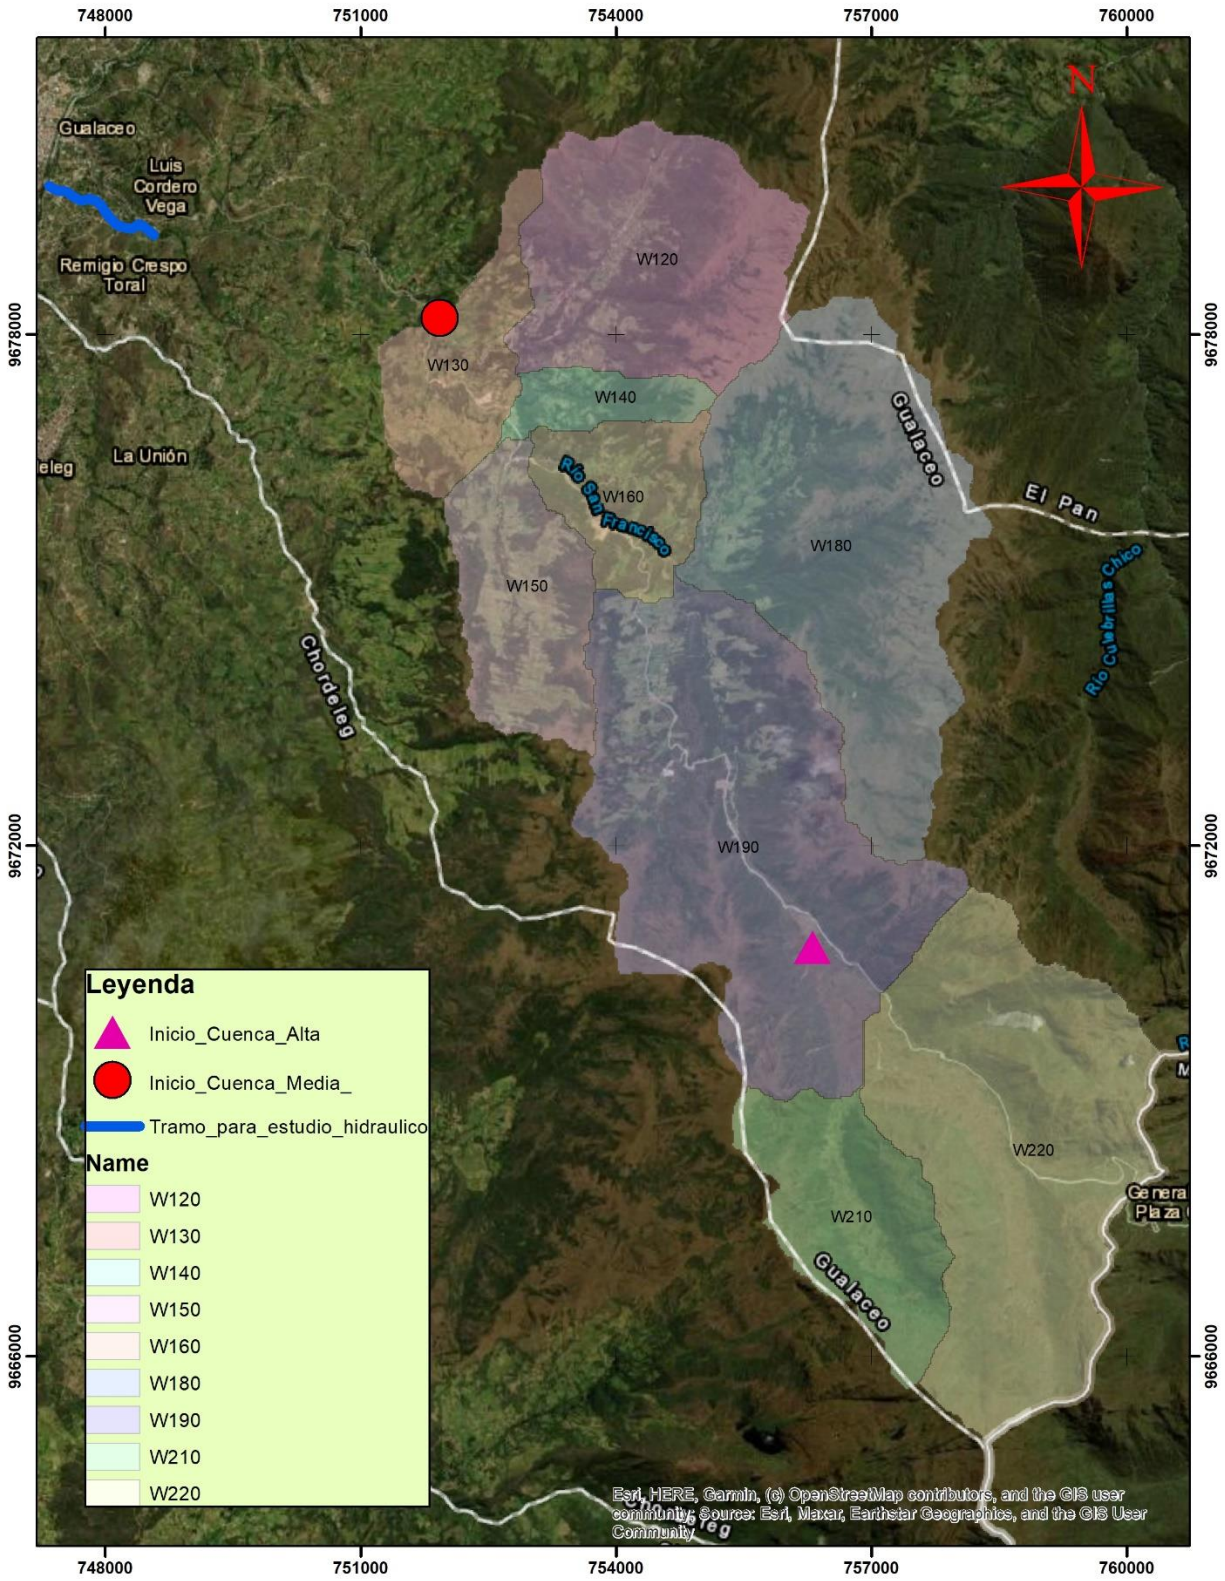 748000
751000
754000
757000
760000
N
Gualaceo
Luis
Cordero
Vega
Remigio Crespo
Toral
W120
9678000
9678000
W130
W140
Gualaceo
La Unión
eleg
Río San Francisco
W160
El Pan
W180
Río Culebrillas Chico
W150
Chordeleg
9672000
9672000
W190
Leyenda
Inicio_Cuenca_Alta
Inicio_Cuenca_Media_
Tramo_para_estudio_hidraulico
Name
W120
W130
W140
W150
W160
W180
W190
W210
W220
R
M
W220
Genera
Plaza
W210
Gualaceo
9666000
9666000
Chordeleg
Esri, HERE, Garmin, (c) OpenStreetMap contributors, and the GIS user
community, Source: Esri, Maxar, Earthstar Geographics, and the GIS User
Community
748000
751000
754000
757000
760000